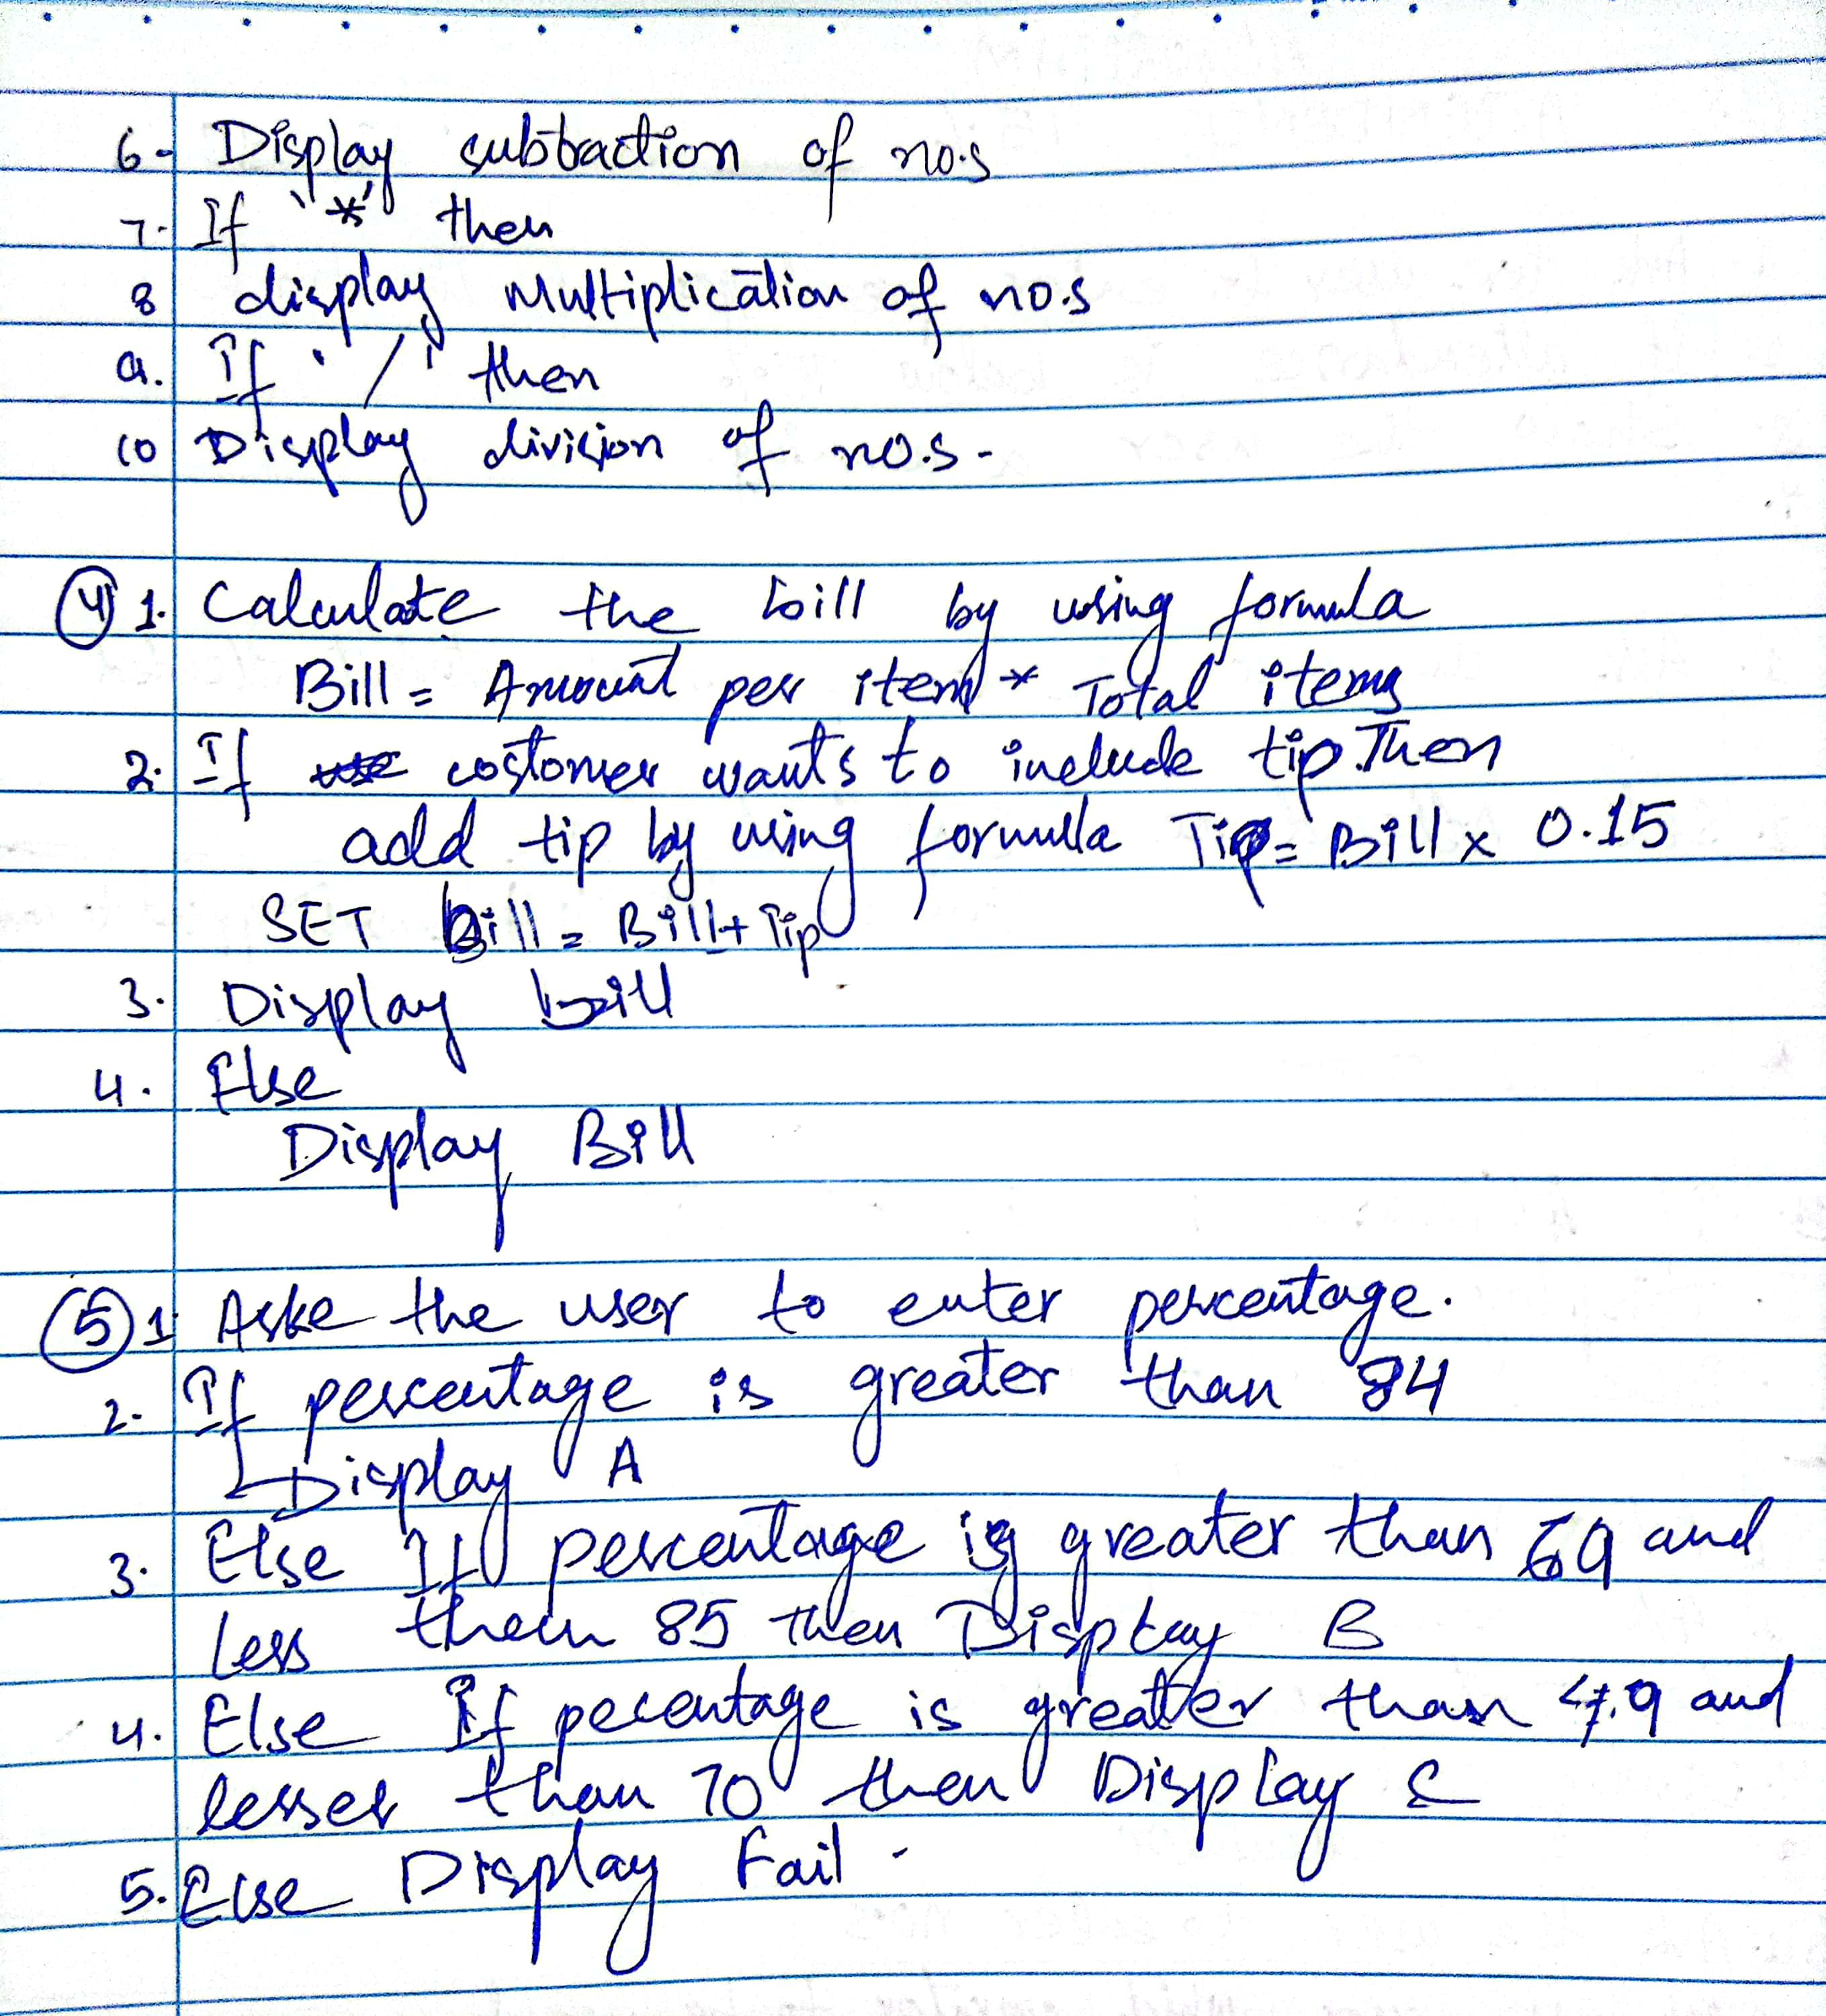 6- Display subtraction of no.s
7. If "*" then
8 display Multiplication of no.s
9. If '/' then
10 Display division of no.s.
④ 1. Calculate the bill by using formula
Bill = Amount per item * Total items
2. If costomer wants to include tip. Then
add tip by using formulla Tip = Bill x 0.15
SET bill = Bill + Tip
3. Display bill
4. Else
Display Bill
⑤ 1 Aske the user to enter percentage.
2. If percentage is greater than 84
Display A
3. Else If percentage is greater than 69 and
Less then 85 then Display B
4. Else If pecentage is greatter than 49 and
lesser than 70 then Display C
5. Else Display Fail.